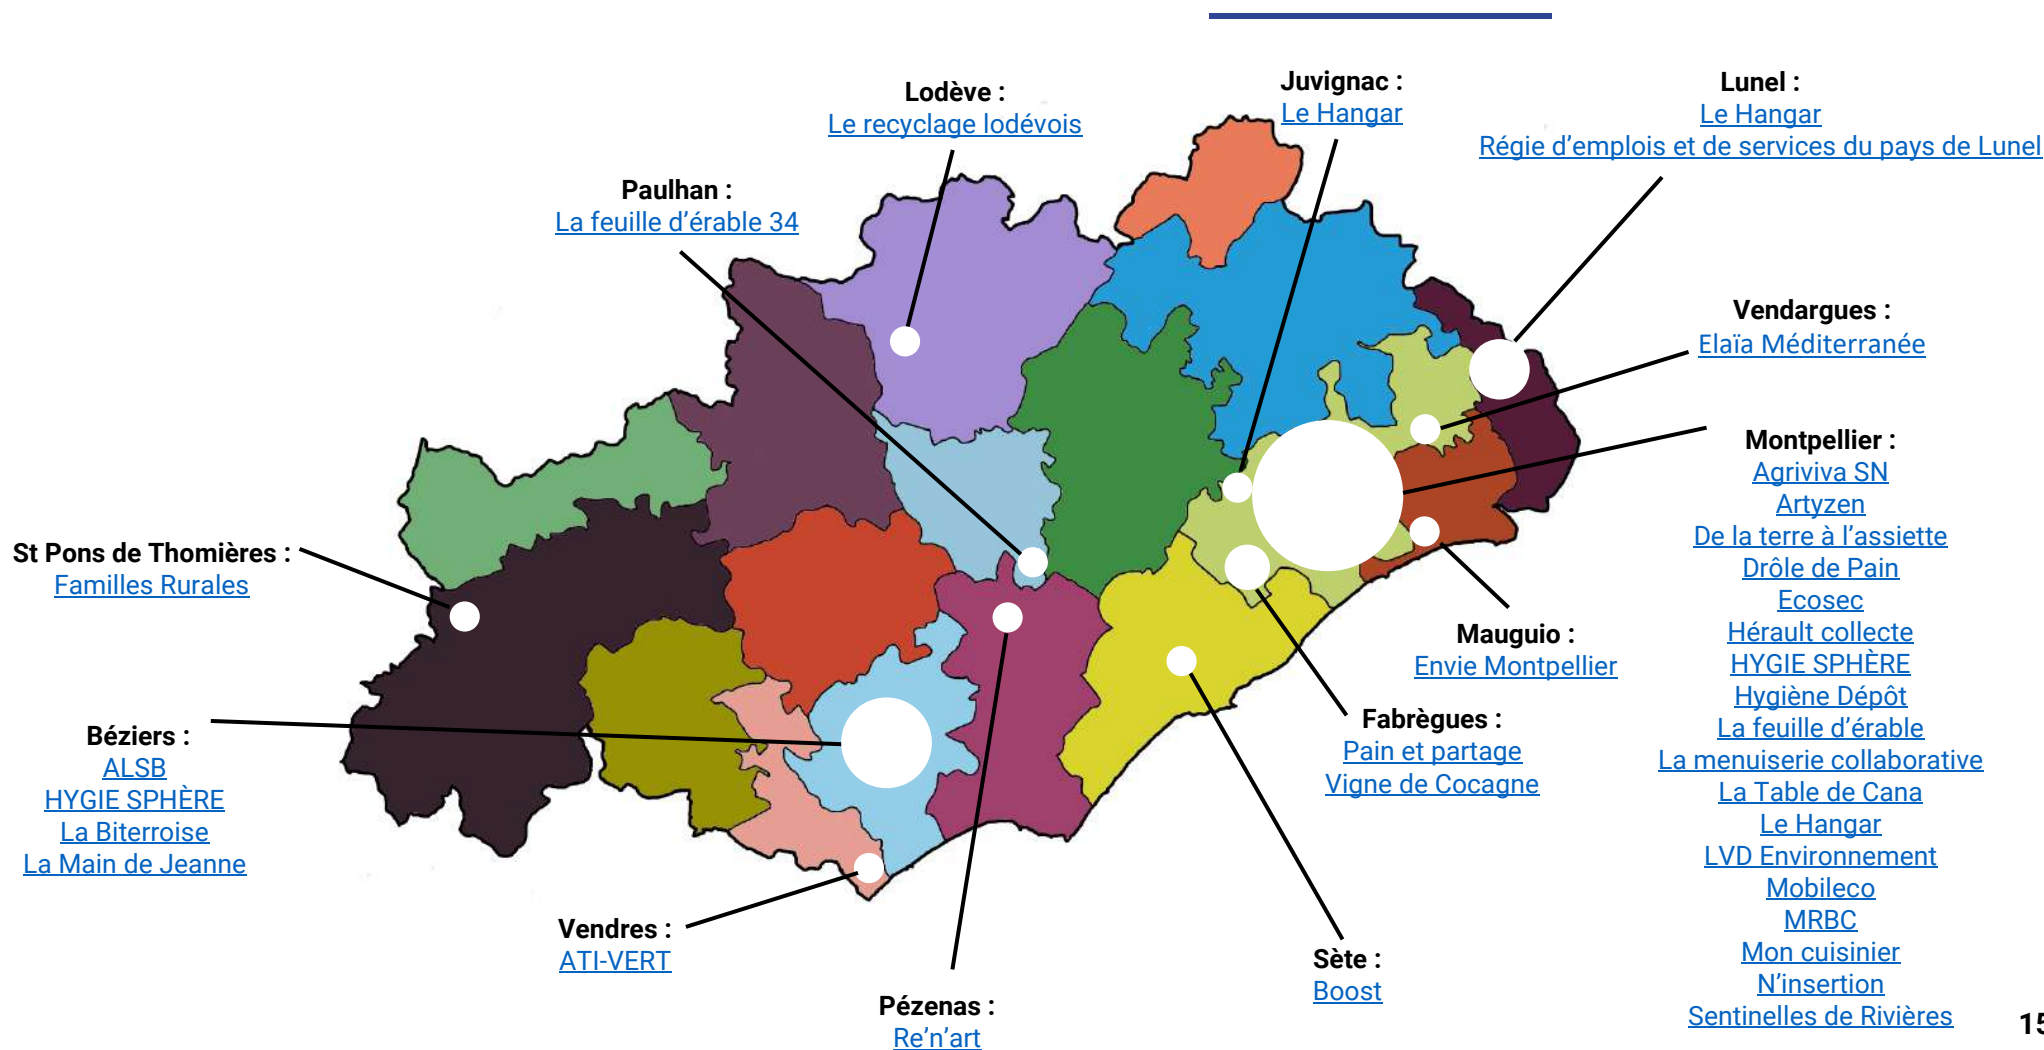 Lodève :
Le recyclage lodévois
Juvignac :
Le Hangar
Lunel :
Le Hangar
Régie d'emplois et de services du pays de Lunel
Paulhan :
La feuille d'érable 34
Vendargues :
Elaïa Méditerranée
Montpellier :
Agriviva SN
Artyzen
De la terre à l'assiette
Drôle de Pain
Ecosec
Hérault collecte
HYGIE SPHÈRE
Hygiène Dépôt
La feuille d'érable
La menuiserie collaborative
La Table de Cana
Le Hangar
LVD Environnement
Mobileco
MRBC
Mon cuisinier
N'insertion
Sentinelles de Rivières
St Pons de Thomières :
Familles Rurales
Mauguio :
Envie Montpellier
Fabrègues :
Pain et partage
Vigne de Cocagne
Béziers :
ALSB
HYGIE SPHÈRE
La Biterroise
La Main de Jeanne
Vendres :
ATI-VERT
Sète :
Boost
Pézenas :
Re'n'art
15